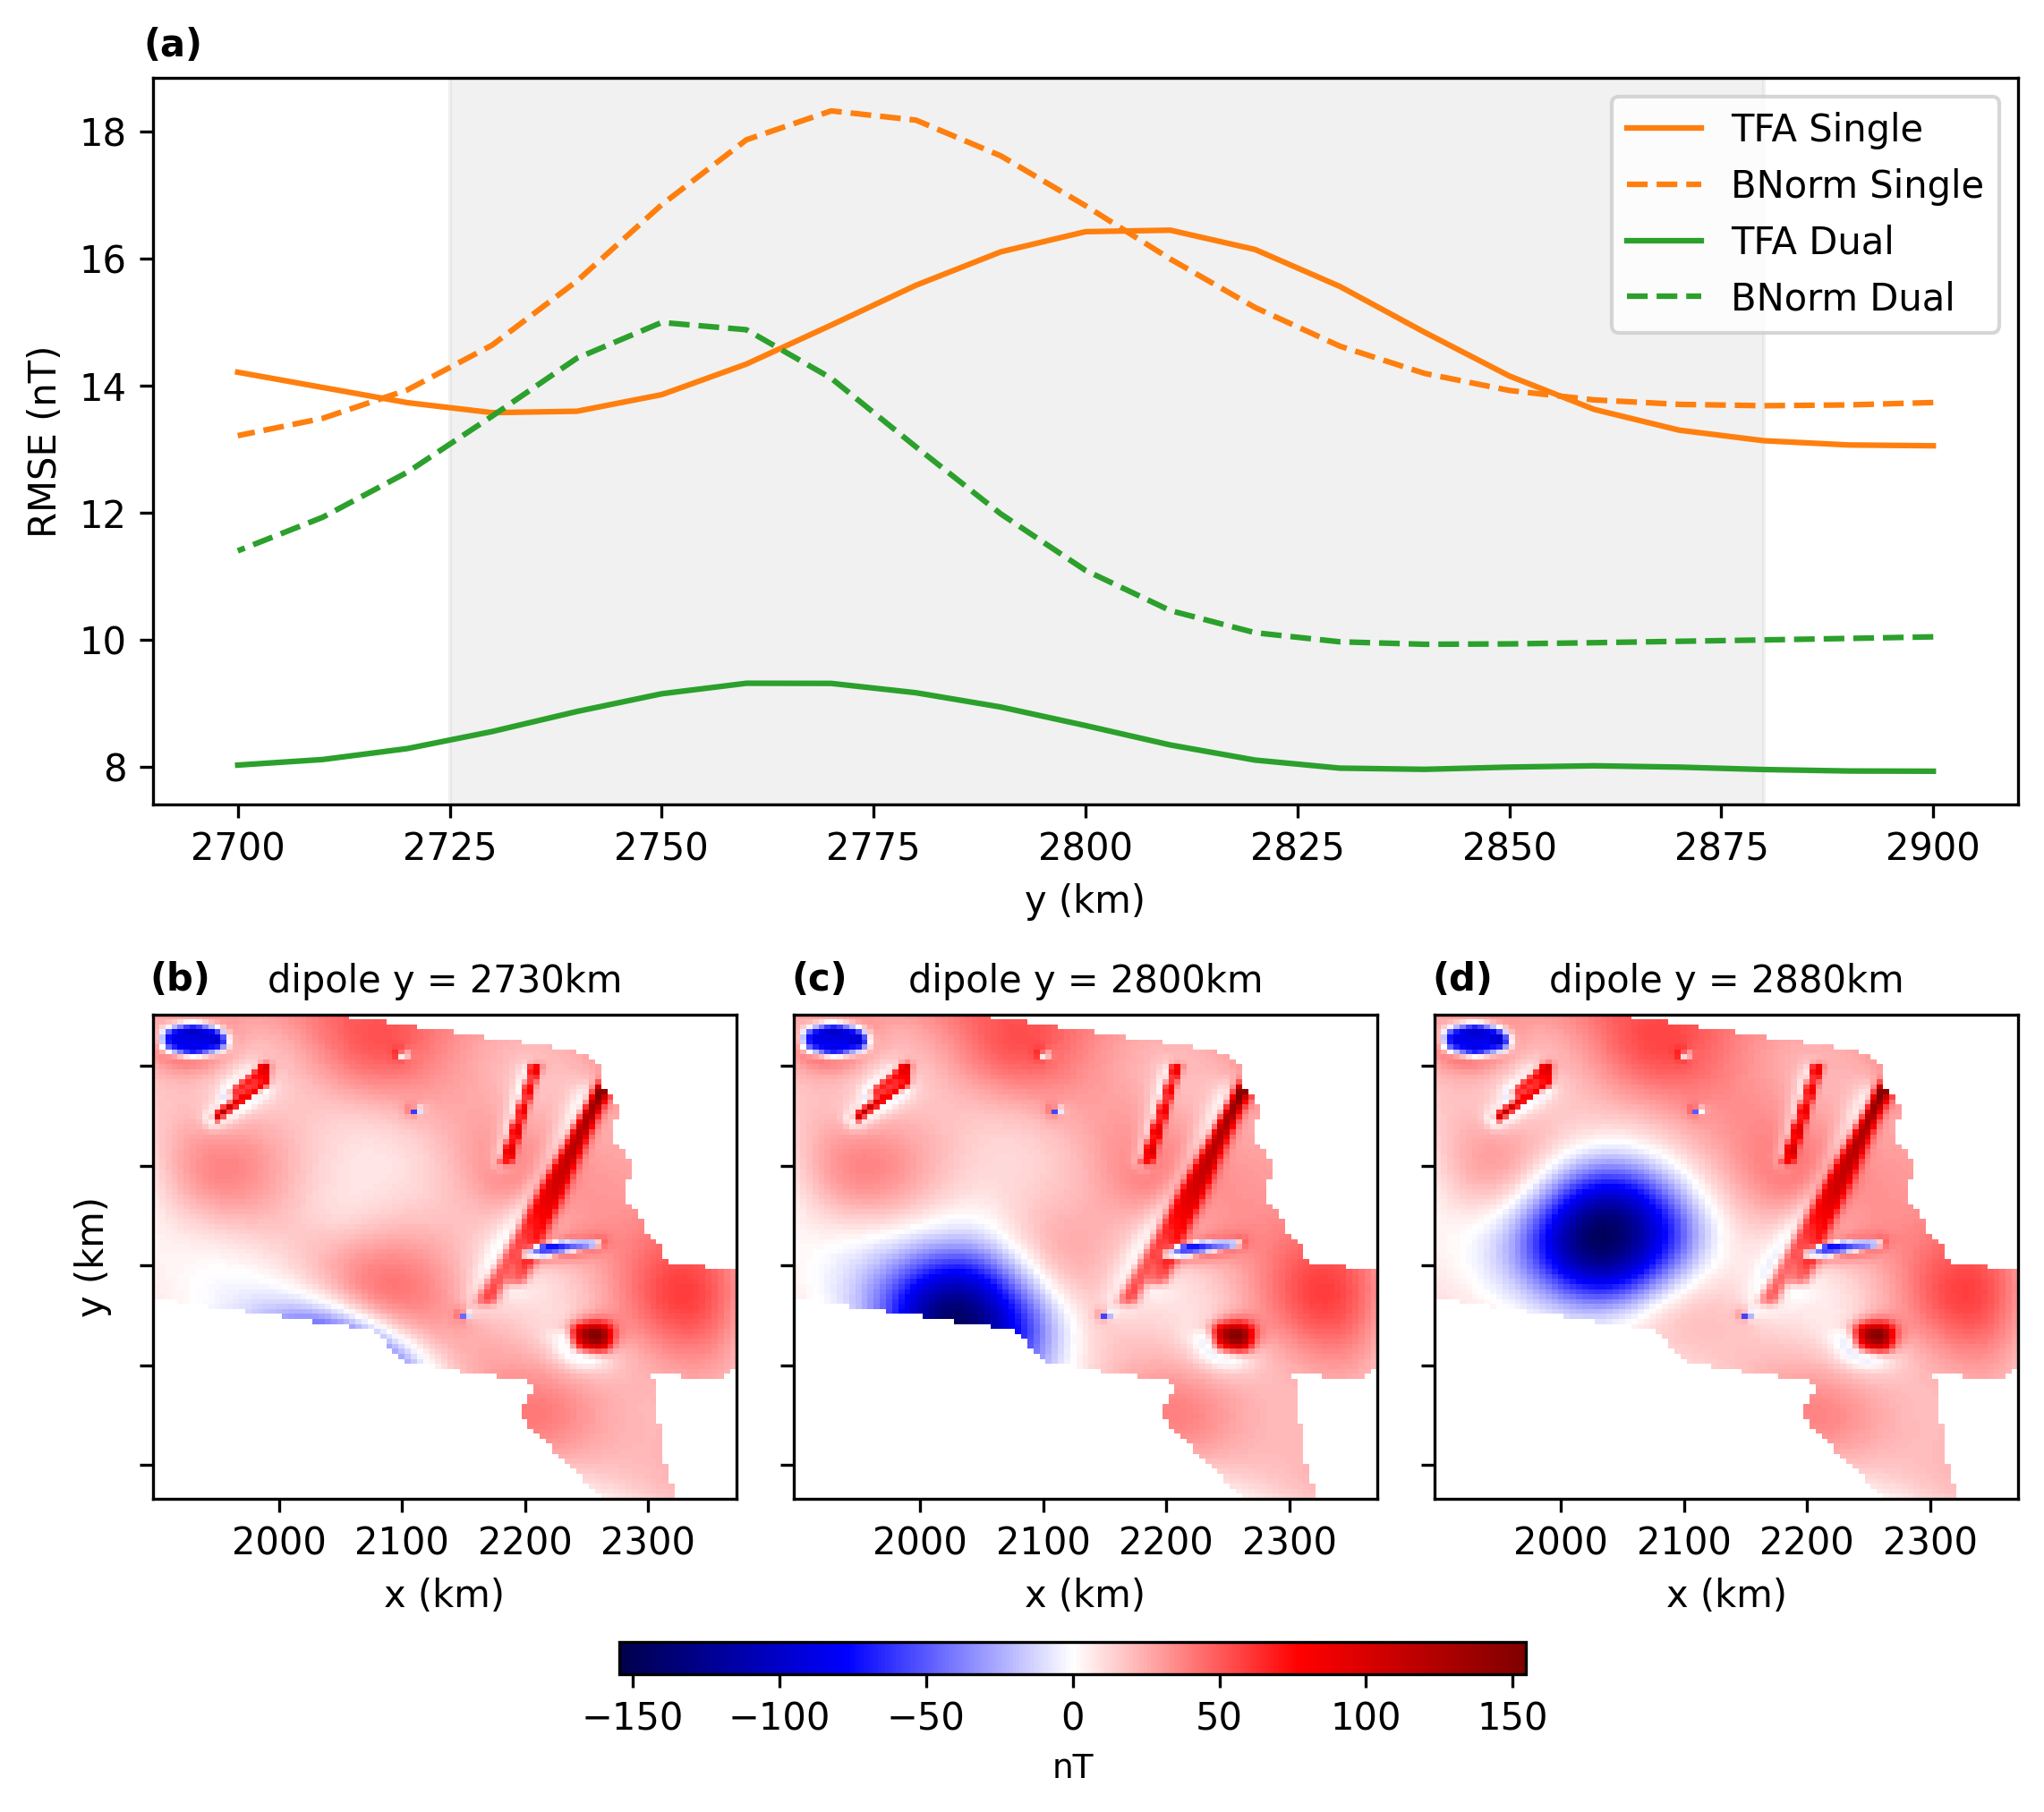 (a)
18
16
14
12
10
8
RMSE (nT)
TFA Single
BNorm Single
TFA Dual
BNorm Dual
2700 2725 2750 2775 2800 2825 2850 2875 2900
y (km)
(b) dipole y = 2730km
(c) dipole y = 2800km
(d) dipole y = 2880km
y (km)
2000 2100 2200 2300
2000 2100 2200 2300
2000 2100 2200 2300
x (km)
x (km)
x (km)
−150 −100 −50 0 50 100 150
nT